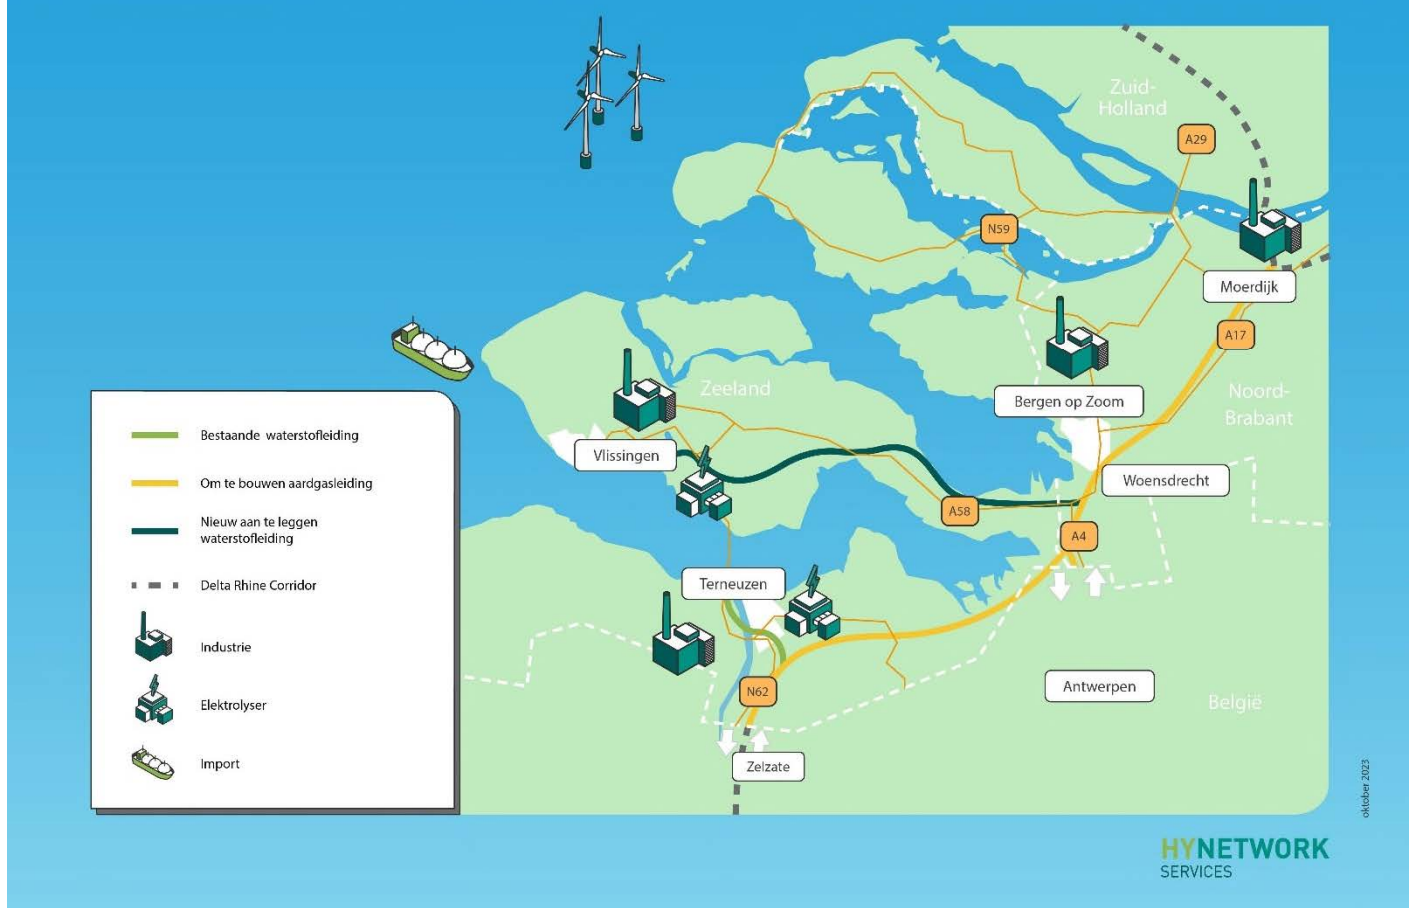 Zuid-
Holland
A29
N59
Moerdijk
A17
Zeeland
Bergen op Zoom
Noord-
Brabant
Vlissingen
Woensdrecht
A58
A4
Terneuzen
N62
Antwerpen
België
Zelzate
Bestaande waterstofleiding
Om te bouwen aardgasleiding
Nieuw aan te leggen
waterstofleiding
Delta Rhine Corridor
Industrie
Elektrolyser
Import
oktober 2023
HYNETWORK
SERVICES